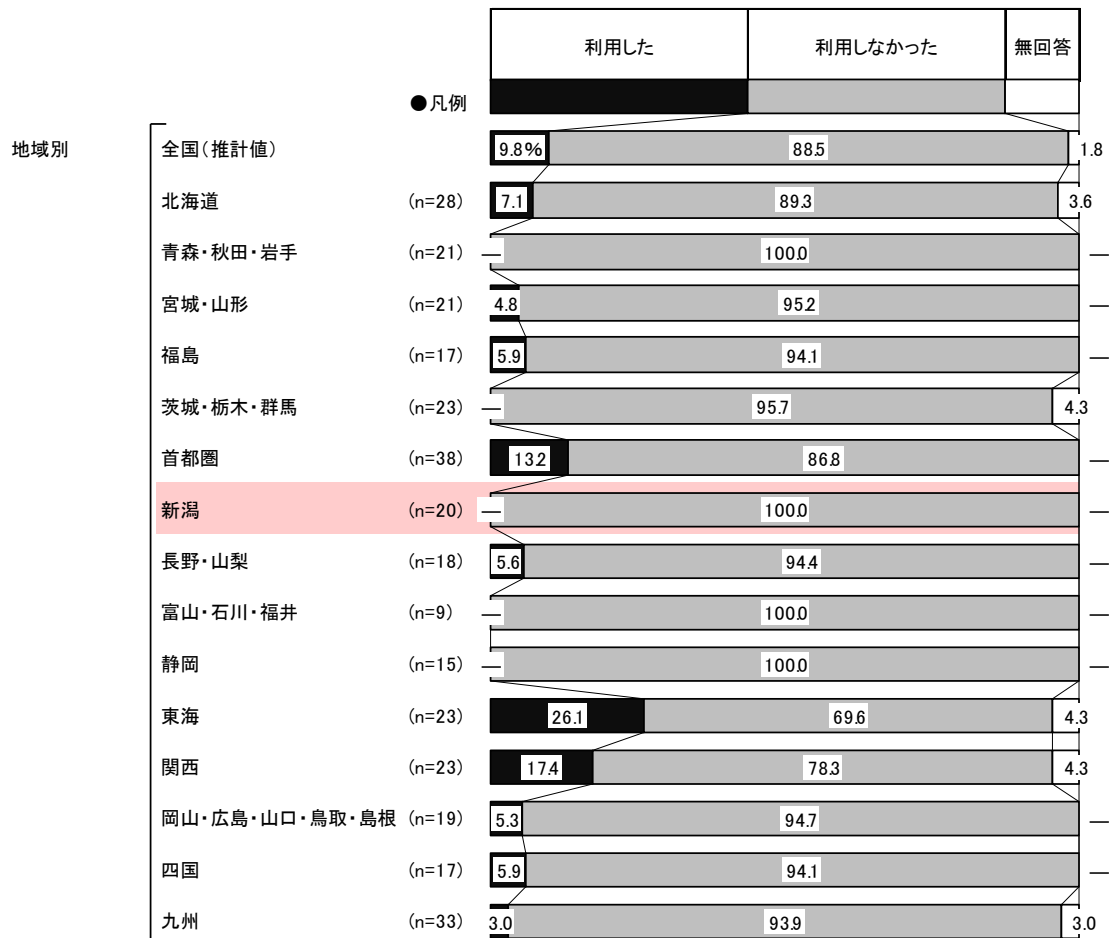 利用した 利用しなかった 無回答
●凡例
地域別 全国(推計値) 9.8% 88.5 1.8
北海道 (n=28) 7.1 89.3 3.6
青森・秋田・岩手 (n=21) — 100.0 —
宮城・山形 (n=21) 4.8 95.2 —
福島 (n=17) 5.9 94.1 —
茨城・栃木・群馬 (n=23) — 95.7 4.3
首都圏 (n=38) 13.2 86.8 —
新潟 (n=20) — 100.0 —
長野・山梨 (n=18) 5.6 94.4 —
富山・石川・福井 (n=9) — 100.0 —
静岡 (n=15) — 100.0 —
東海 (n=23) 26.1 69.6 4.3
関西 (n=23) 17.4 78.3 4.3
岡山・広島・山口・鳥取・島根 (n=19) 5.3 94.7 —
四国 (n=17) 5.9 94.1 —
九州 (n=33) 3.0 93.9 3.0